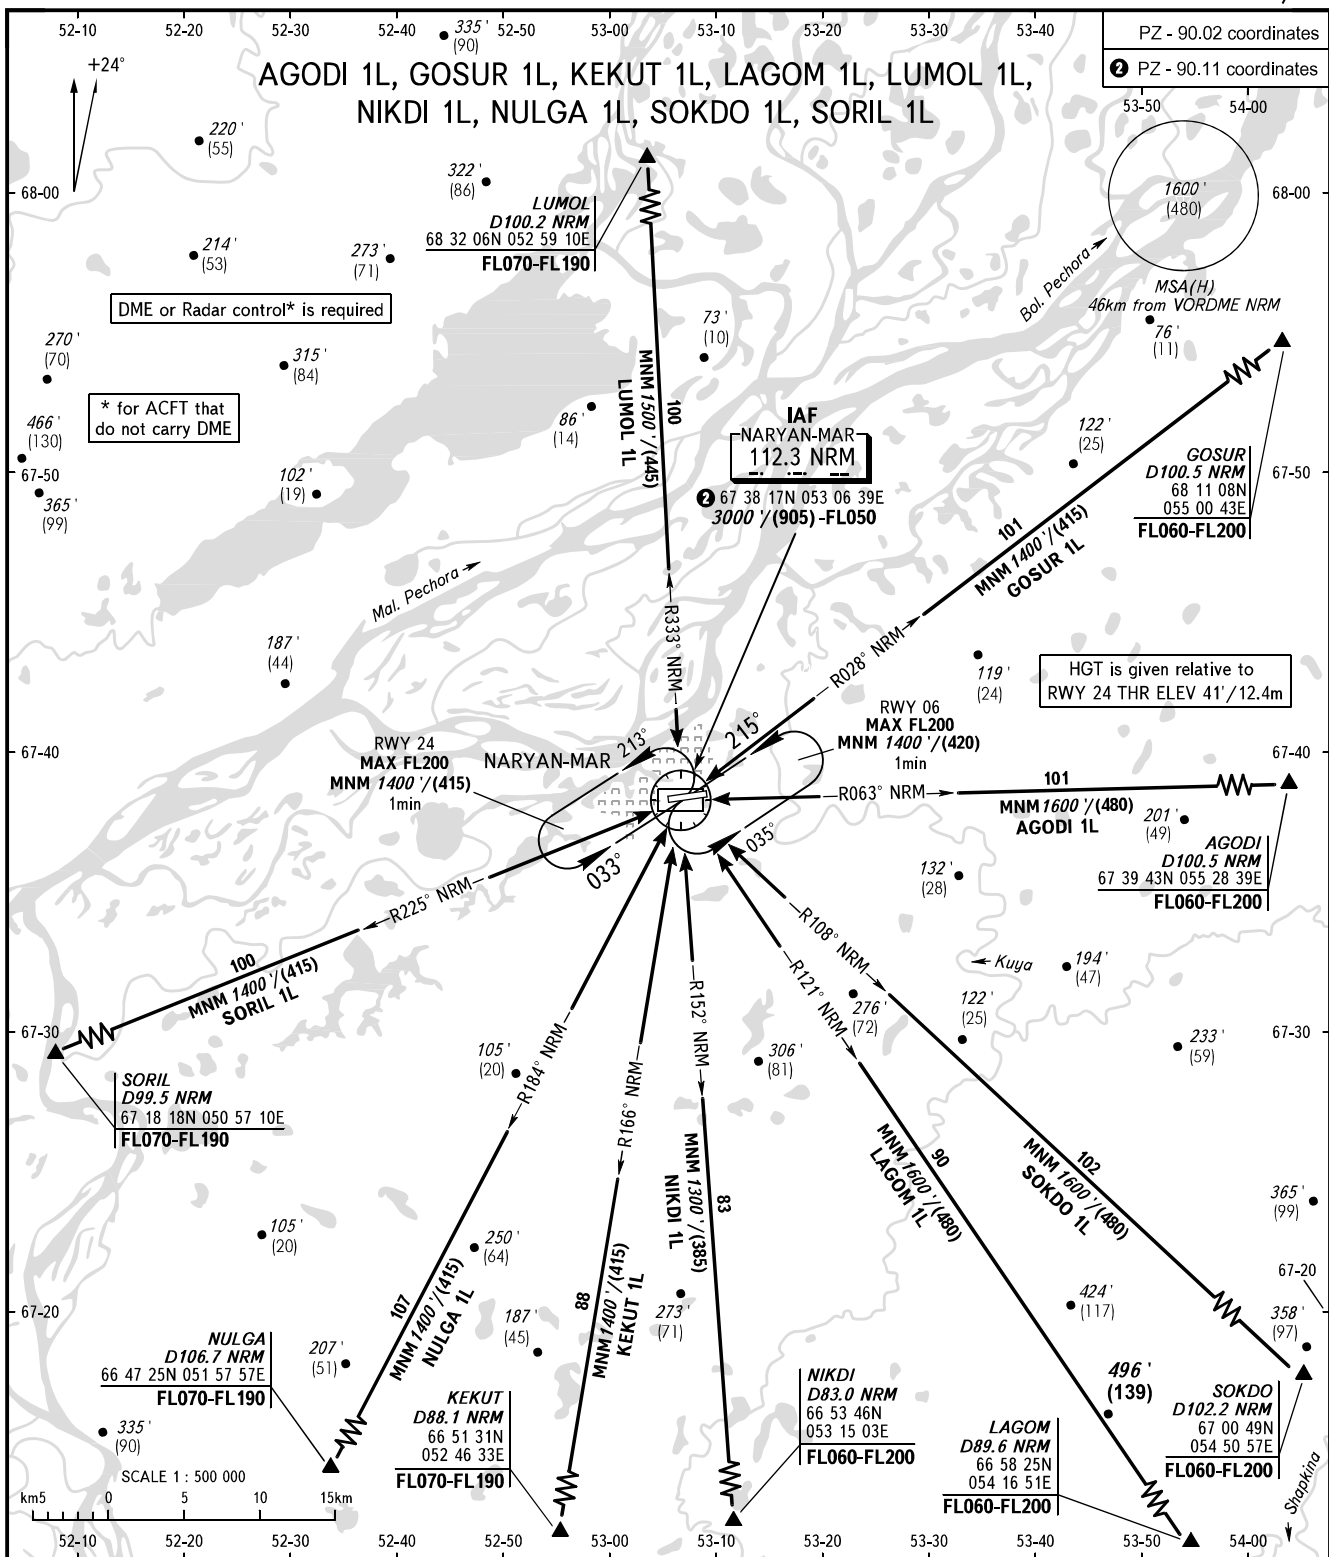 52-10
52-20
52-30
52-40
52-50
53-00
53-10
53-20
53-30
53-40
PZ - 90.02 coordinates
❷ PZ - 90.11 coordinates
53-50
54-00
+24°
335'
(90)
AGODI 1L, GOSUR 1L, KEKUT 1L, LAGOM 1L, LUMOL 1L,
NIKDI 1L, NULGA 1L, SOKDO 1L, SORIL 1L
220'
(55)
322'
(86)
68-00
68-00
1600'
(480)
MSA(H)
46km from VORDME NRM
LUMOL
D100.2 NRM
68 32 06N 052 59 10E
FL070-FL190
214'
(53)
273'
(71)
Bol. Pechora
DME or Radar control* is required
73'
(10)
76'
(11)
270'
(70)
315'
(84)
* for ACFT that
do not carry DME
466'
(130)
86'
(14)
100
MNM 1500'/(445)
LUMOL 1L
IAF
NARYAN-MAR
112.3 NRM
❷ 67 38 17N 053 06 39E
3000'/(905)-FL050
122'
(25)
GOSUR
D100.5 NRM
68 11 08N
055 00 43E
FL060-FL200
67-50
67-50
102'
(19)
365'
(99)
101
MNM 1400'/(415)
GOSUR 1L
Mal. Pechora
R333° NRM
R028° NRM
187'
(44)
119'
(24)
HGT is given relative to
RWY 24 THR ELEV 41'/12.4m
RWY 24
MAX FL200
MNM 1400'/(415)
1min
NARYAN-MAR
213°
215°
RWY 06
MAX FL200
MNM 1400'/(420)
1min
67-40
67-40
R063° NRM
101
MNM 1600'/(480)
AGODI 1L
201'
(49)
AGODI
D100.5 NRM
67 39 43N 055 28 39E
FL060-FL200
033°
035°
132'
(28)
R225° NRM
R108° NRM
R121° NRM
100
MNM 1400'/(415)
SORIL 1L
Kuya
194'
(47)
276'
(72)
122'
(25)
R152° NRM
R184° NRM
R166° NRM
67-30
67-30
233'
(59)
105'
(20)
306'
(81)
SORIL
D99.5 NRM
67 18 18N 050 57 10E
FL070-FL190
90
MNM 1600'/(480)
LAGOM 1L
102
MNM 1600'/(480)
SOKDO 1L
83
MNM 1300'/(385)
NIKDI 1L
365'
(99)
105'
(20)
250'
(64)
107
MNM 1400'/(415)
NULGA 1L
88
MNM 1400'/(415)
KEKUT 1L
273'
(71)
424'
(117)
67-20
67-20
358'
(97)
187'
(45)
207'
(51)
NULGA
D106.7 NRM
66 47 25N 051 57 57E
FL070-FL190
KEKUT
D88.1 NRM
66 51 31N
052 46 33E
FL070-FL190
NIKDI
D83.0 NRM
66 53 46N
053 15 03E
FL060-FL200
496'
(139)
SOKDO
D102.2 NRM
67 00 49N
054 50 57E
FL060-FL200
LAGOM
D89.6 NRM
66 58 25N
054 16 51E
FL060-FL200
335'
(90)
Shapkina
SCALE 1 : 500 000
km5 0 5 10 15km
52-10
52-20
52-30
52-40
52-50
53-00
53-10
53-20
53-30
53-40
53-50
54-00